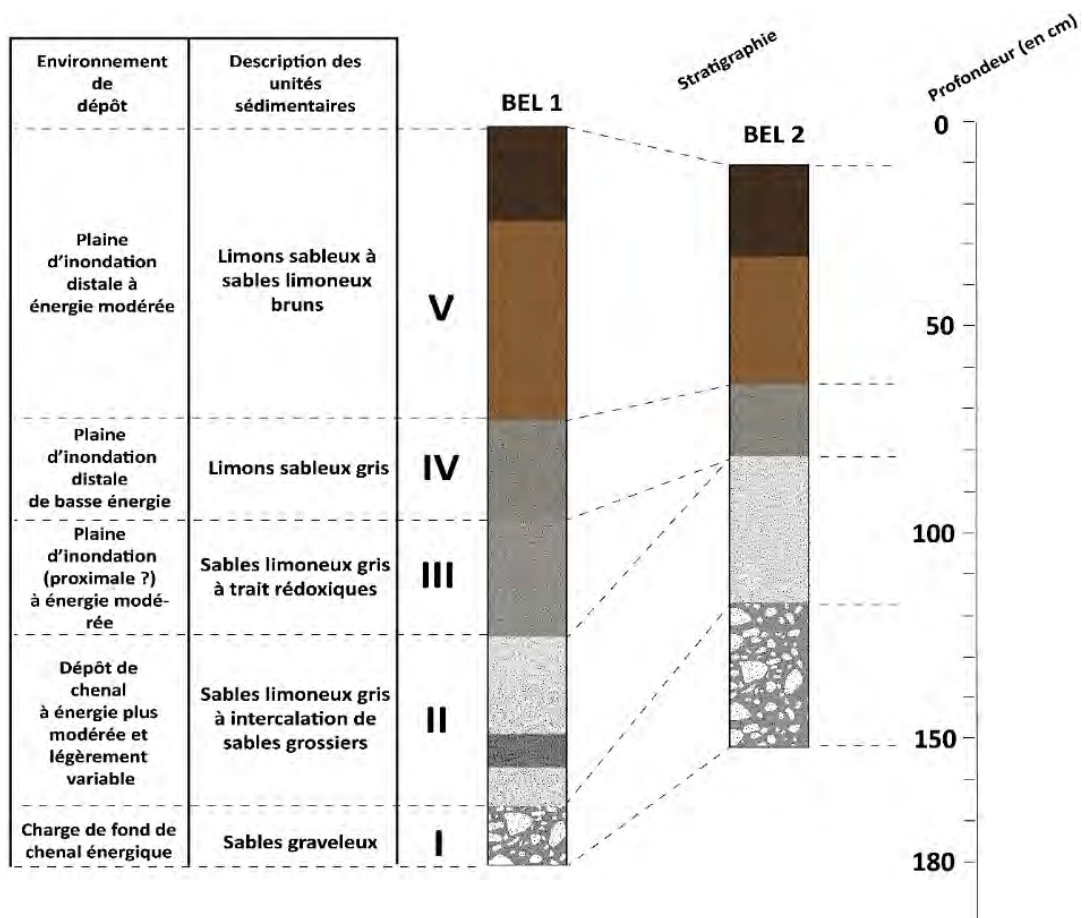 Environnement
de
dépôt
Description des
unités
sédimentaires
Stratigraphie
Profondeur (en cm)
BEL 1
BEL 2
Plaine
d'inondation
distale à
énergie modérée
Limons sableux à
sables limoneux
bruns
V
Plaine
d'inondation
distale
de basse énergie
Limons sableux gris
IV
Plaine
d'inondation
(proximale ?)
à énergie modé-
rée
Sables limoneux gris
à trait rédoxiques
III
Dépôt de
chenal
à énergie plus
modérée et
légèrement
variable
Sables limoneux gris
à intercalation de
sables grossiers
II
Charge de fond de
chenal énergique
Sables graveleux
I
0
50
100
150
180